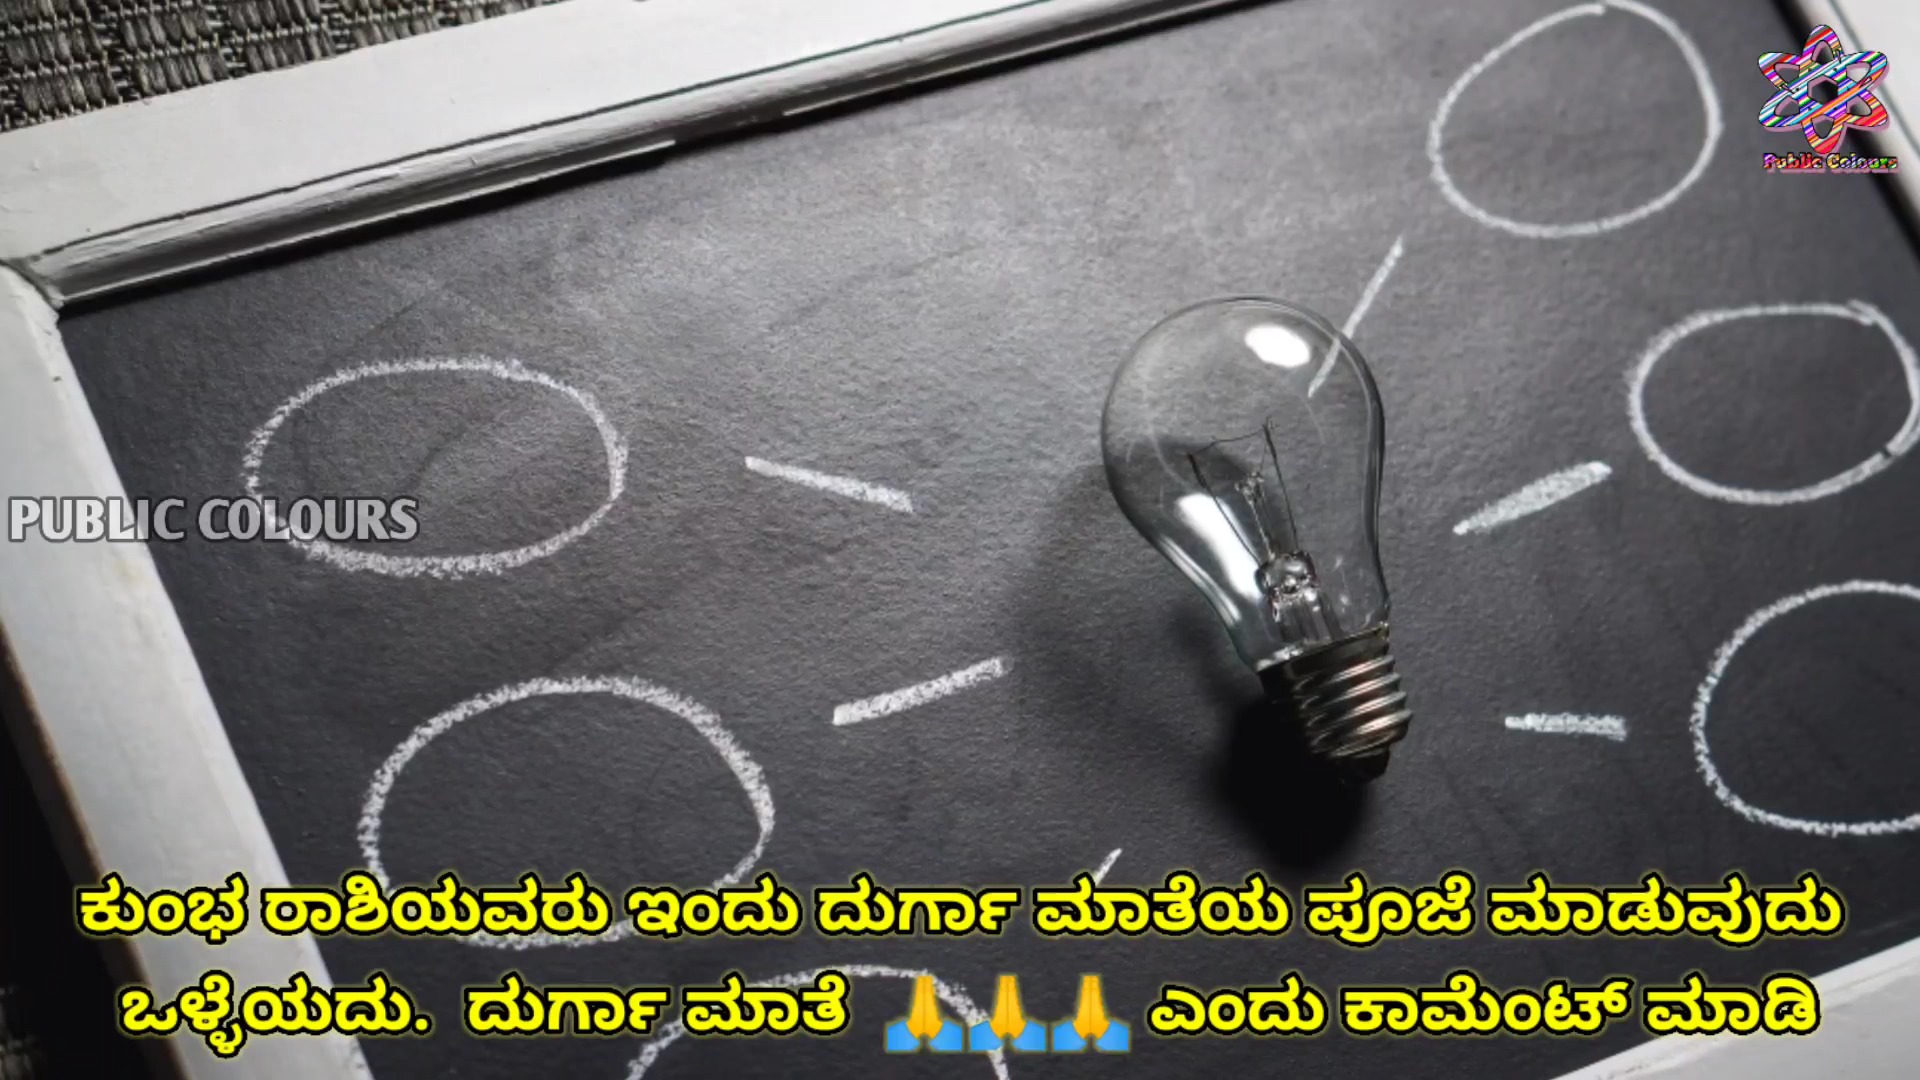 Public Colours
PUBLIC COLOURS
ಕುಂಭ ರಾಶಿಯವರು ಇಂದು ದುರ್ಗಾ ಮಾತೆಯ ಪೂಜೆ ಮಾಡುವುದು
ಒಳ್ಳೆಯದು. ದುರ್ಗಾ ಮಾತೆ 🙏🙏🙏 ಎಂದು ಕಾಮೆಂಟ್ ಮಾಡಿ